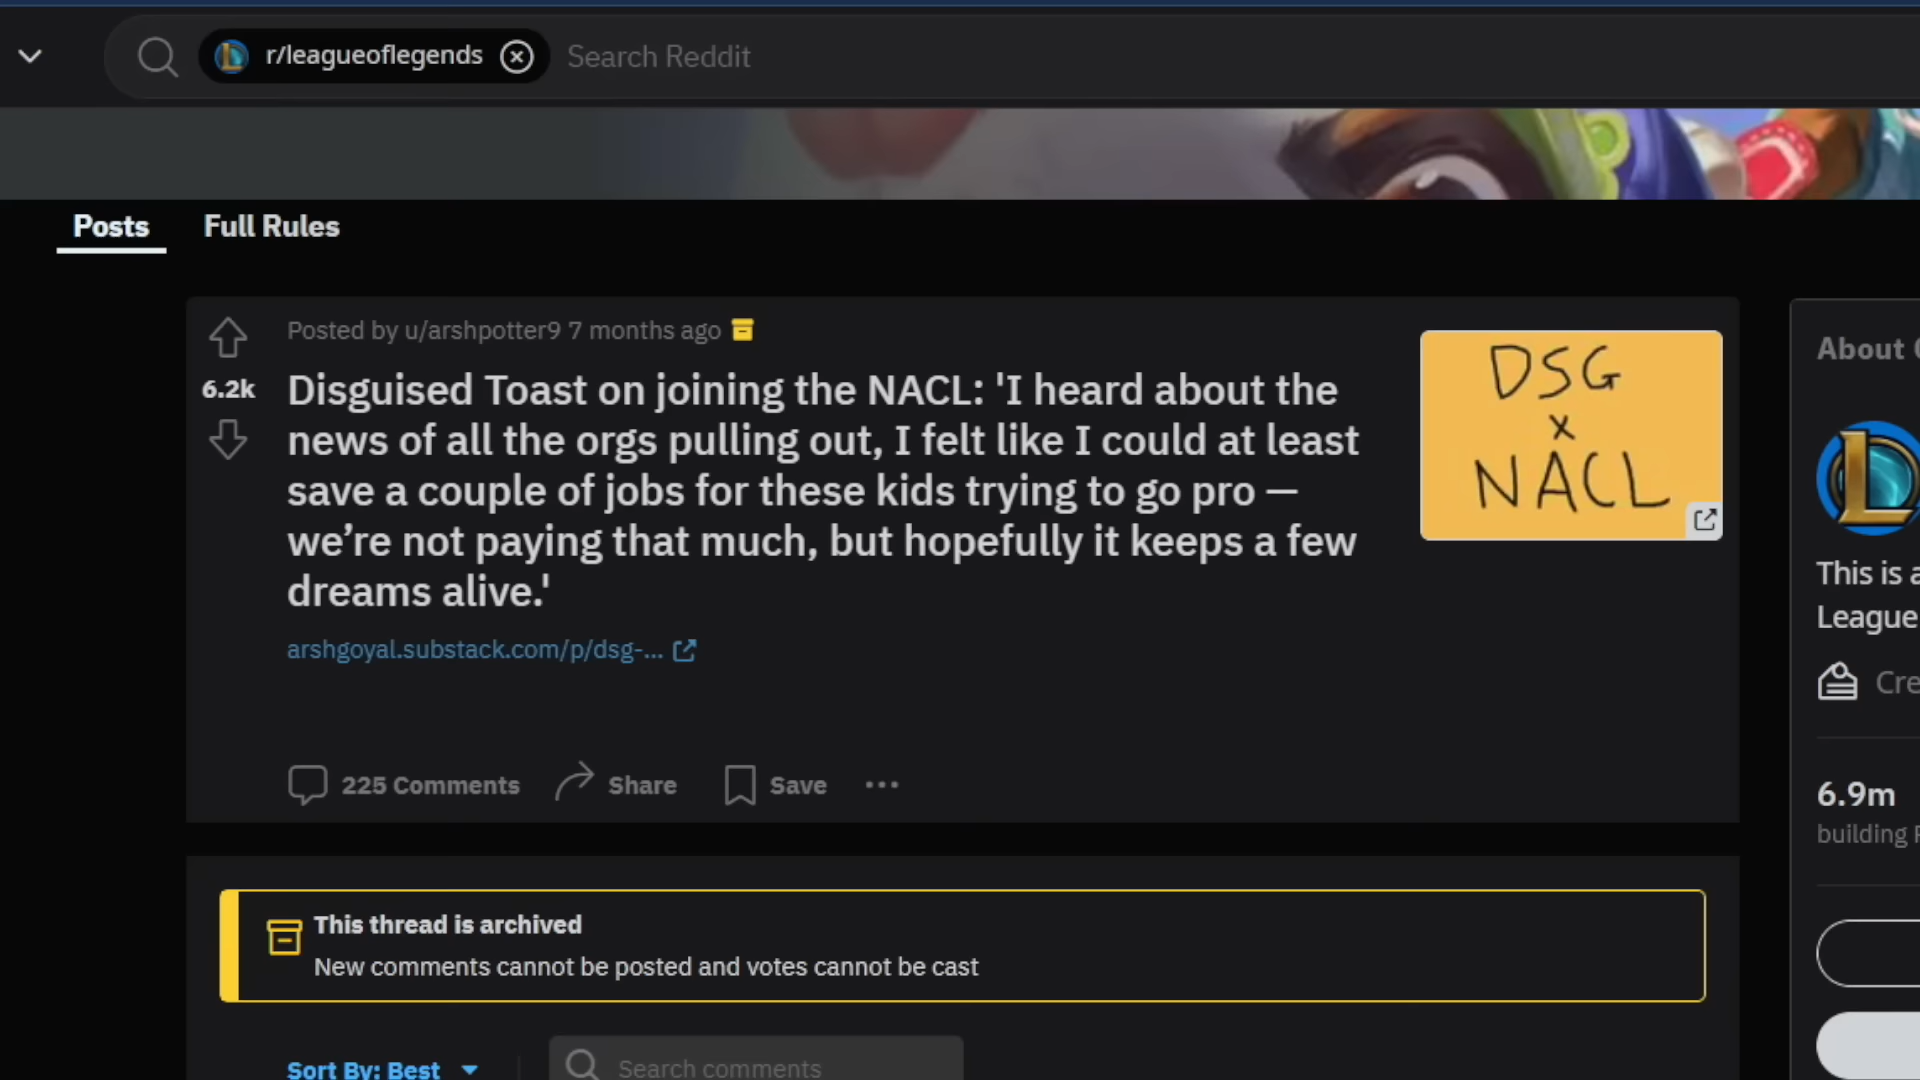 r/leagueoflegends Search Reddit
Posts Full Rules
Posted by u/arshpotter9 7 months ago
6.2k
Disguised Toast on joining the NACL: 'I heard about the
news of all the orgs pulling out, I felt like I could at least
save a couple of jobs for these kids trying to go pro —
we’re not paying that much, but hopefully it keeps a few
dreams alive.'
arshgoyal.substack.com/p/dsg-...
DSG
x
NACL
225 Comments Share Save
This thread is archived
New comments cannot be posted and votes cannot be cast
Sort By: Best
Search comments
About
This is
League
Cre
6.9m
building